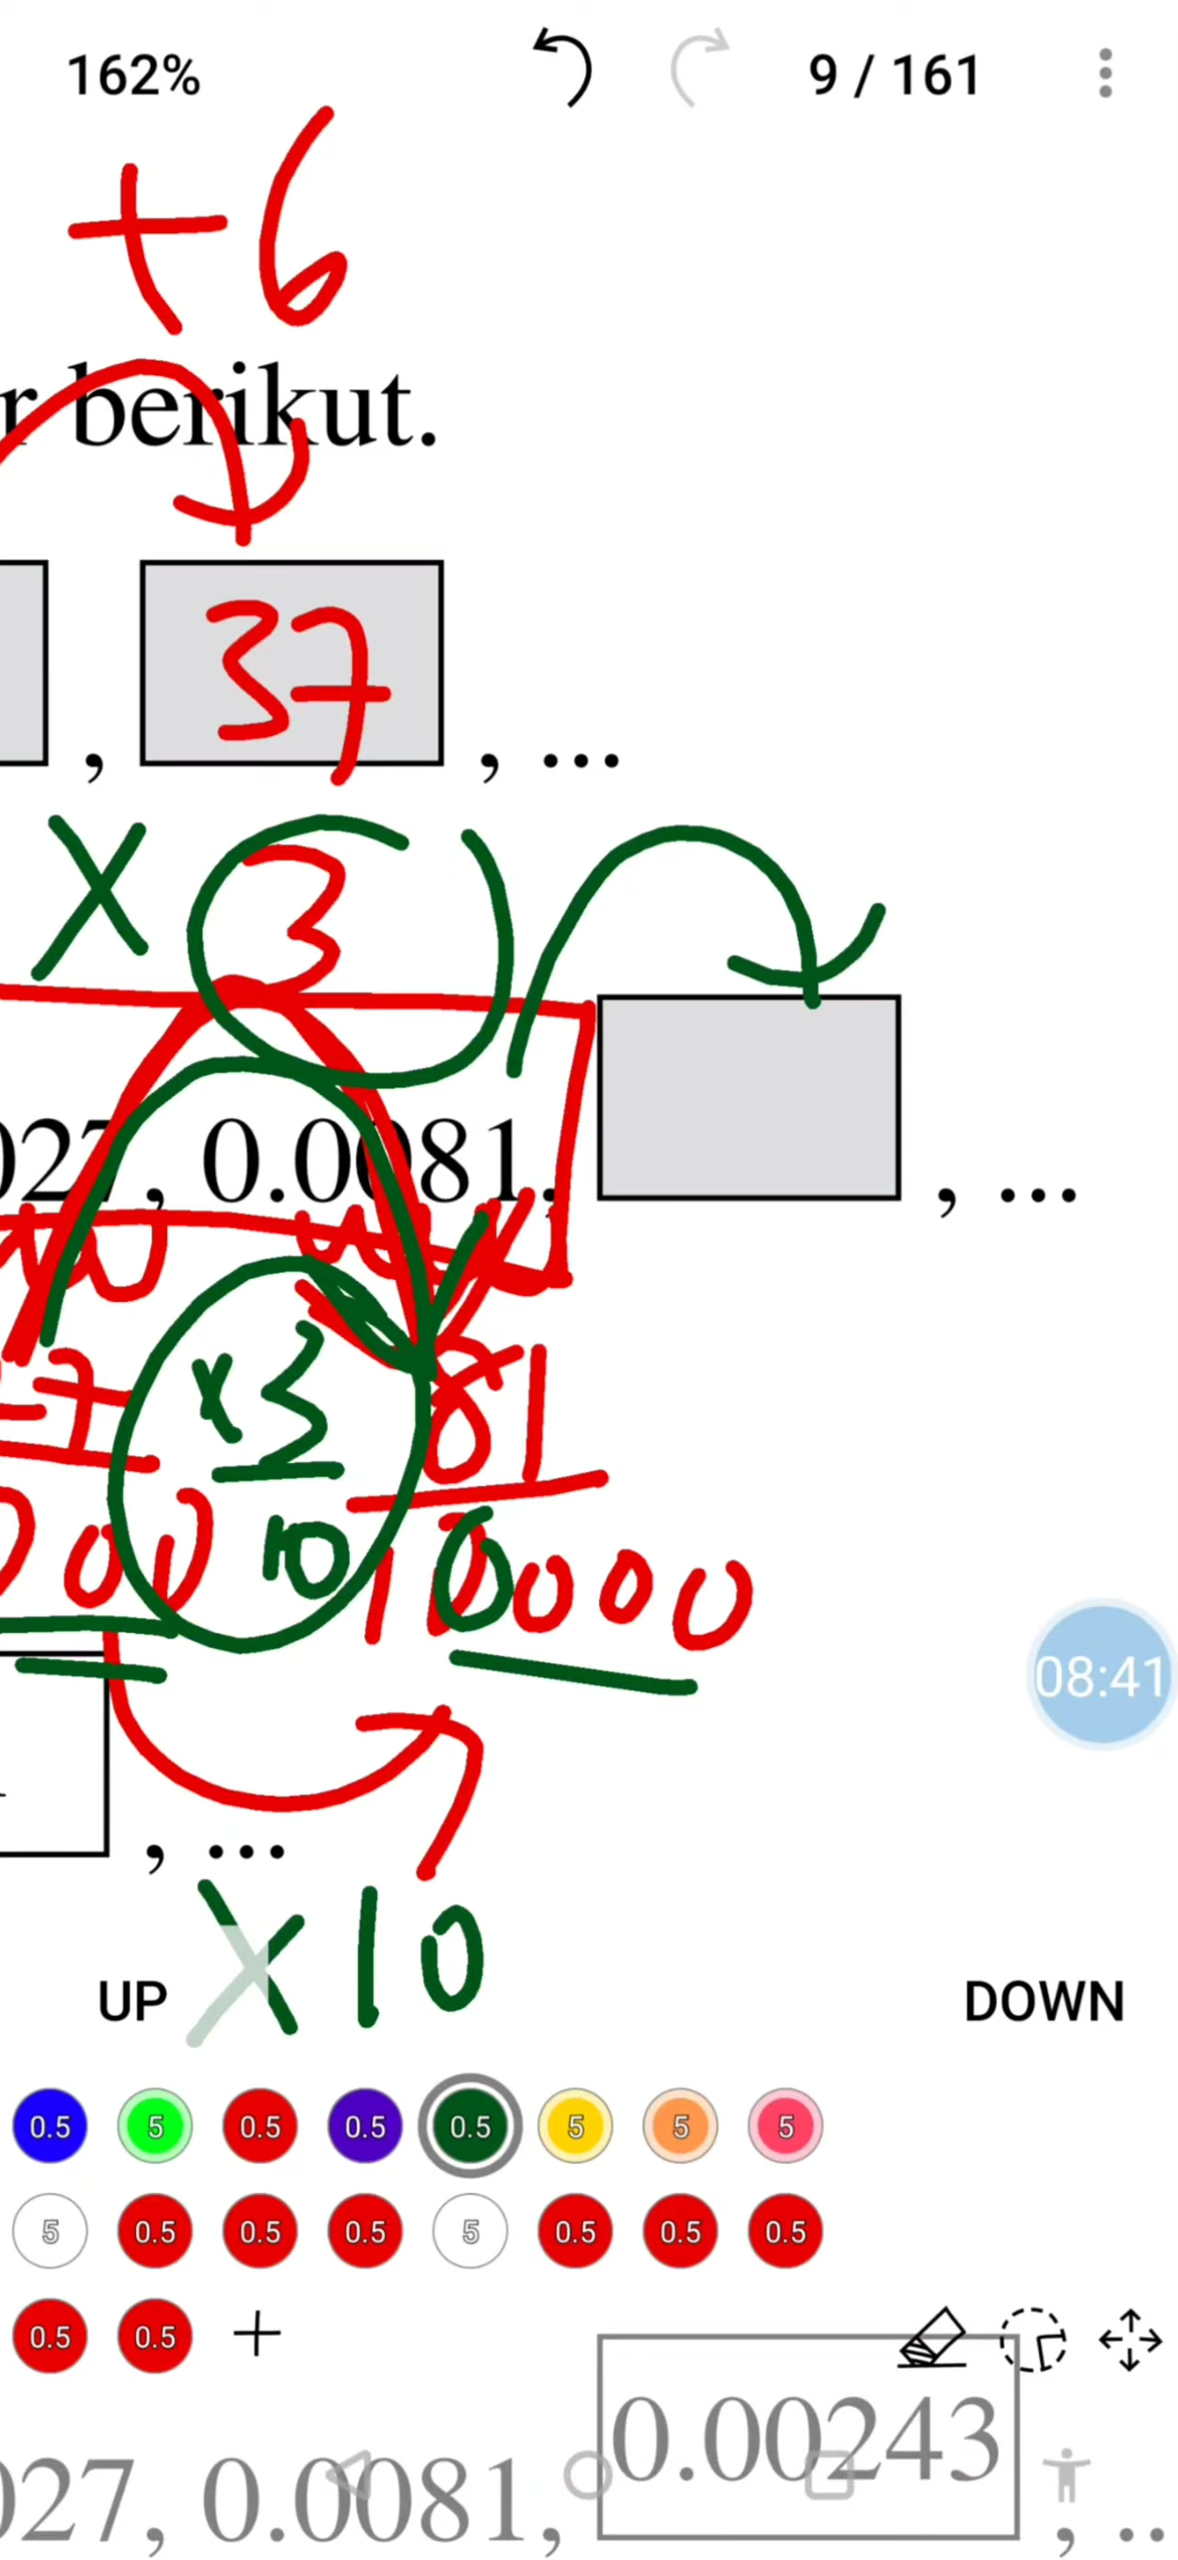 162% 9 / 161
+6
berikut.
, 37 , ...
X 3
027, 0.0081, , ...
x3 81
10 10000
08:41
, ...
X10
UP DOWN
0.5 5 0.5 0.5 0.5 5 5 5
5 0.5 0.5 0.5 5 0.5 0.5 0.5
0.5 0.5 +
027, 0.0081, 0.00243 , ..